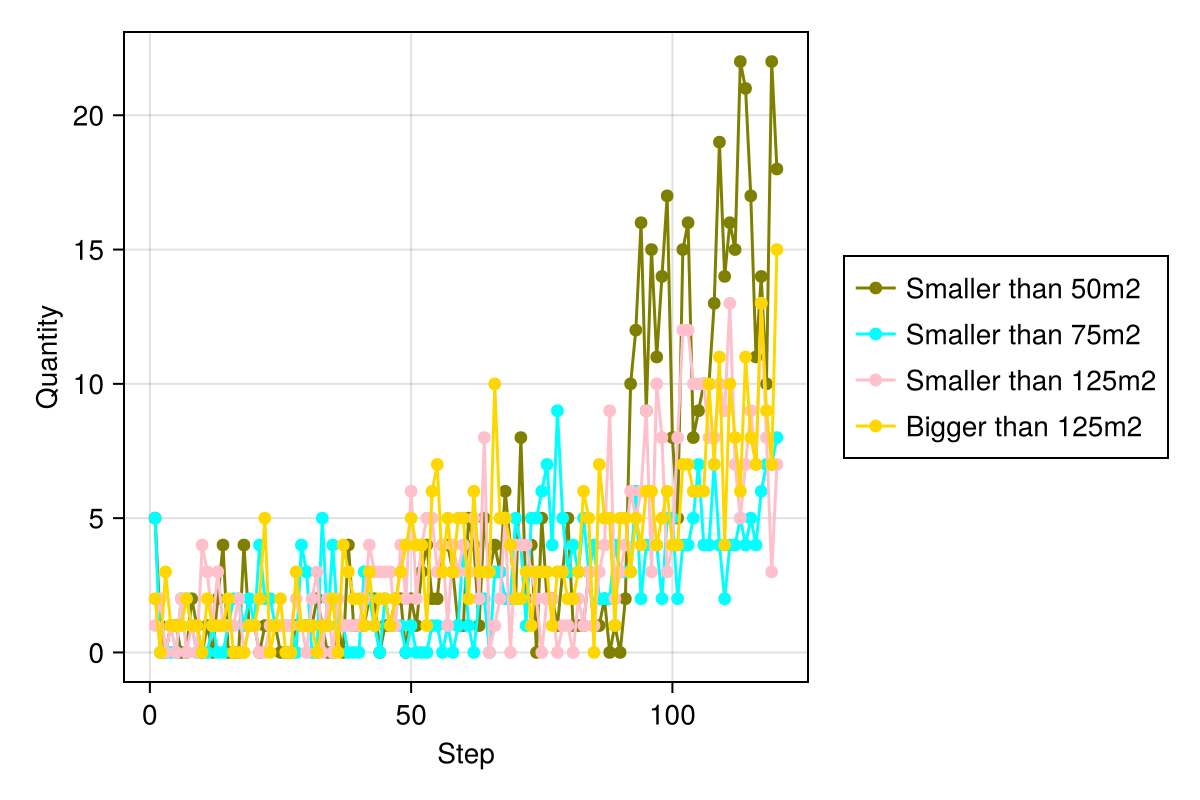 20
15
10
5
0
0 50 100
Quantity
Step
Smaller than 50m2
Smaller than 75m2
Smaller than 125m2
Bigger than 125m2